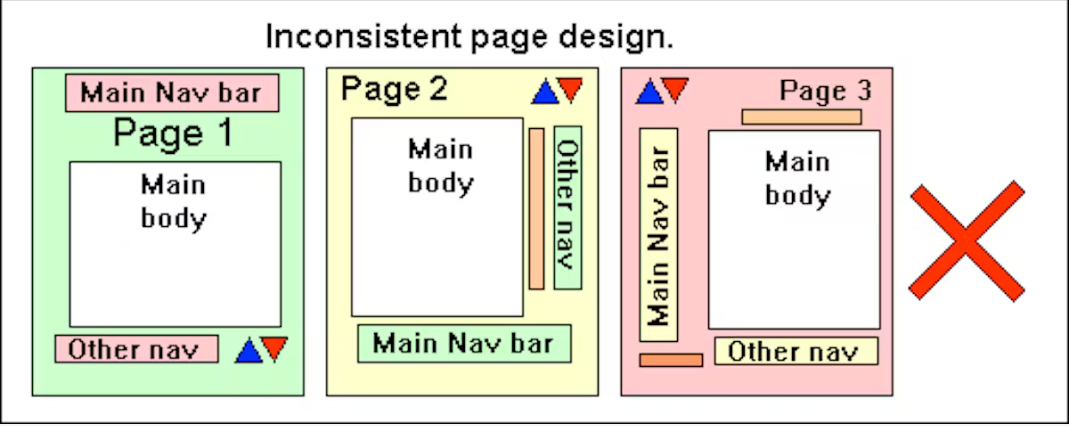 Inconsistent page design.
Main Nav bar
Page 1
Main
body
Other nav
Page 2
Main
body
Other nav
Main Nav bar
Page 3
Main Nav bar
Main
body
Other nav